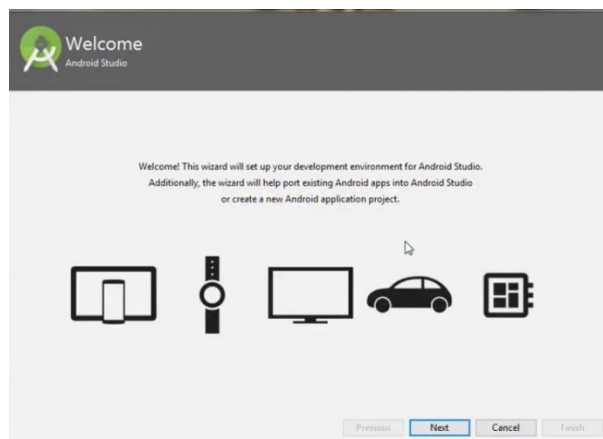 Welcome
Android Studio
Welcome! This wizard will set up your development environment for Android Studio.
Additionally, the wizard will help port existing Android apps into Android Studio
or create a new Android application project.
Previous Next Cancel Finish